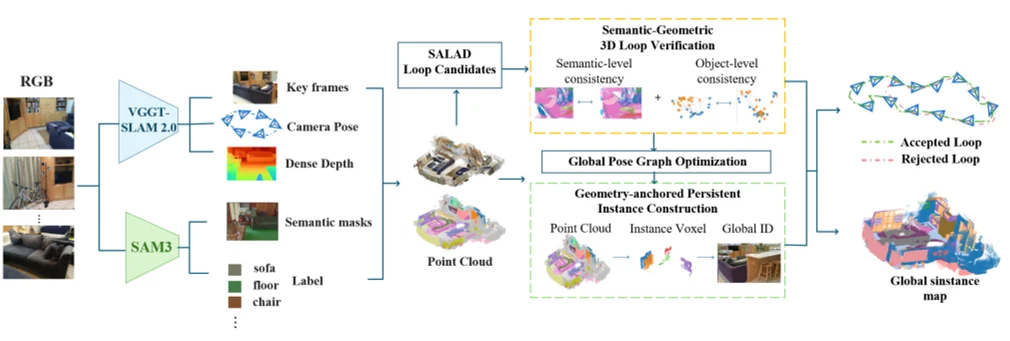 RGB
VGGT-
SLAM 2.0
SAM3
Key frames
Camera Pose
Dense Depth
Semantic masks
sofa
floor
chair
Label
SALAD
Loop Candidates
Point Cloud
Semantic-Geometric
3D Loop Verification
Semantic-level
consistency
+
Object-level
consistency
Global Pose Graph Optimization
Geometry-anchored Persistent
Instance Construction
Point Cloud
Instance Voxel
Global ID
Accepted Loop
Rejected Loop
Global sinstance
map